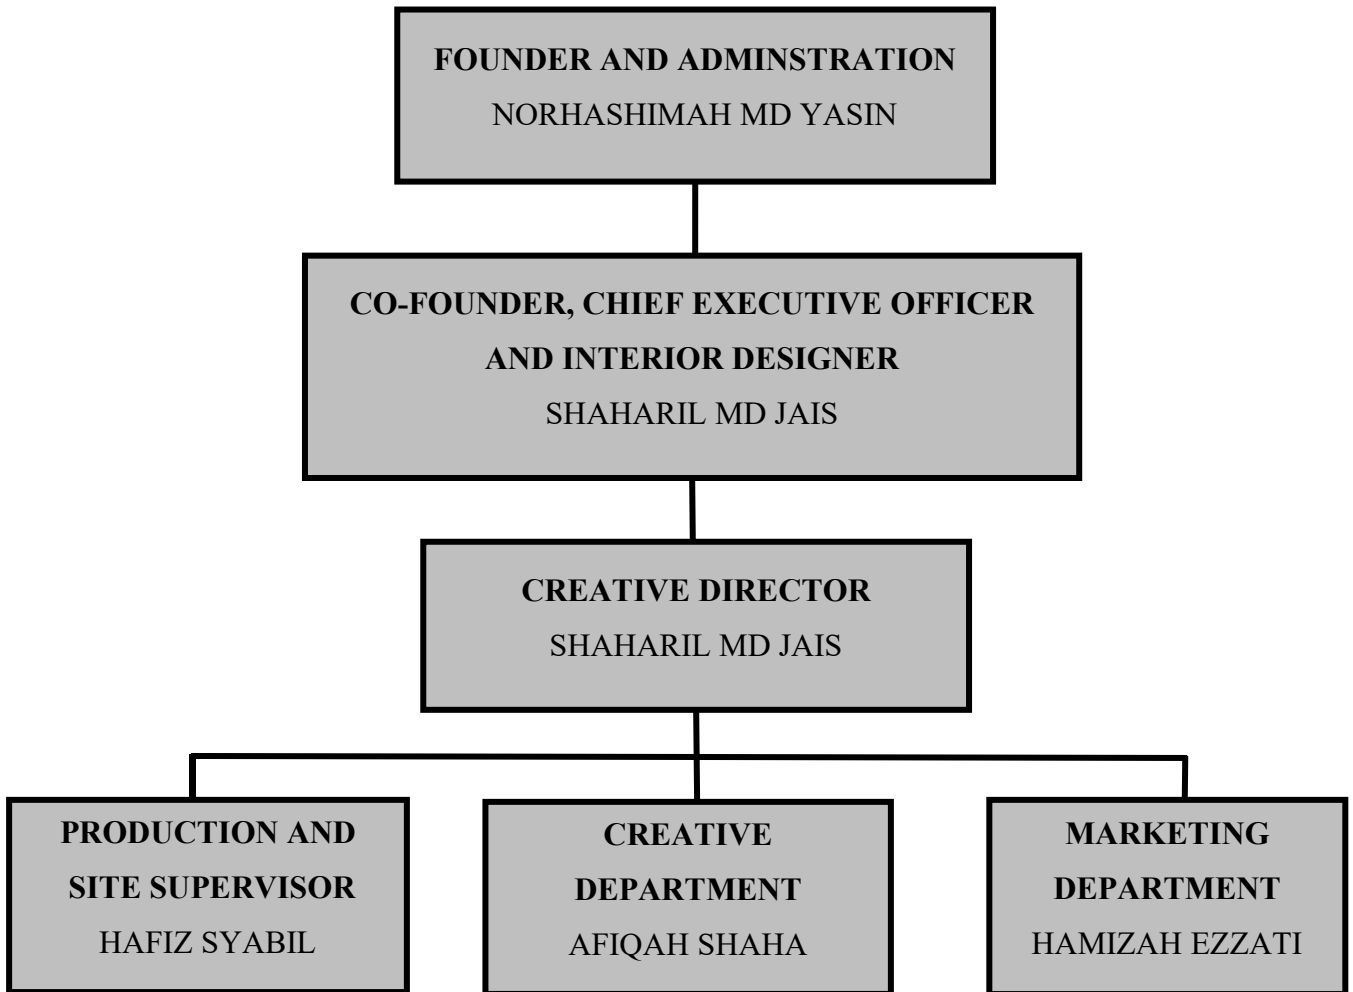 FOUNDER AND ADMINSTRATION
NORHASHIMAH MD YASIN
CO-FOUNDER, CHIEF EXECUTIVE OFFICER
AND INTERIOR DESIGNER
SHAHARIL MD JAIS
CREATIVE DIRECTOR
SHAHARIL MD JAIS
PRODUCTION AND
SITE SUPERVISOR
HAFIZ SYABIL
CREATIVE
DEPARTMENT
AFIQAH SHAHA
MARKETING
DEPARTMENT
HAMIZAH EZZATI